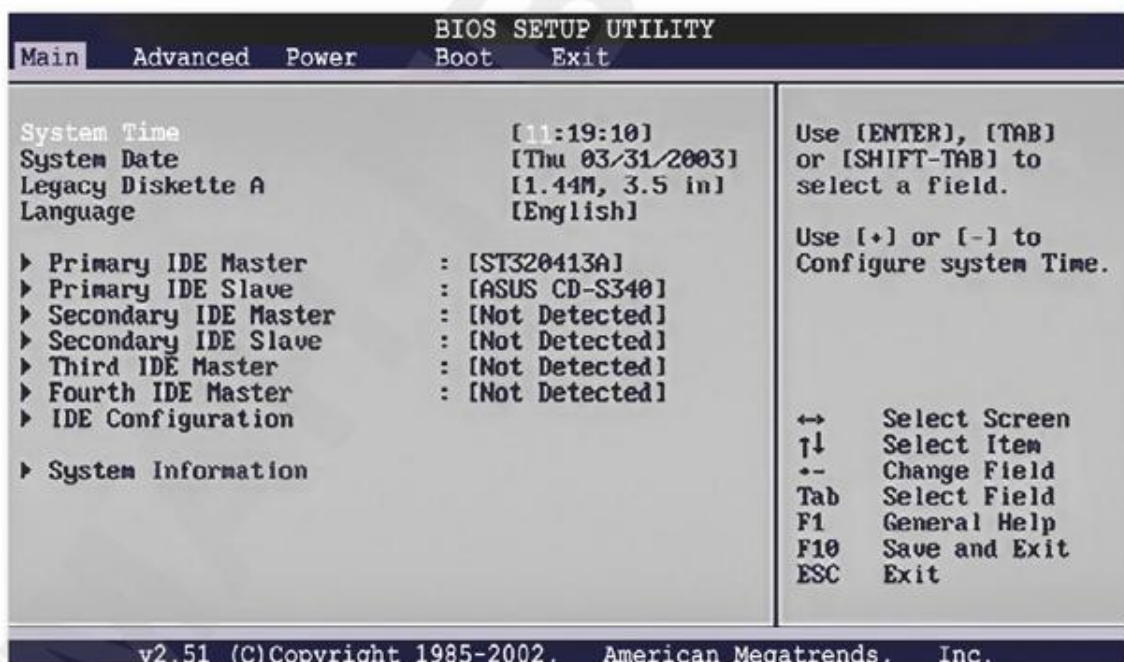 BIOS SETUP UTILITY
Main Advanced Power Boot Exit
System Time [11:19:10]
System Date [Thu 03/31/2003]
Legacy Diskette A [1.44M, 3.5 in]
Language [English]
▶ Primary IDE Master : [ST320413A]
▶ Primary IDE Slave : [ASUS CD-S340]
▶ Secondary IDE Master : [Not Detected]
▶ Secondary IDE Slave : [Not Detected]
▶ Third IDE Master : [Not Detected]
▶ Fourth IDE Master : [Not Detected]
▶ IDE Configuration
▶ System Information
Use [ENTER], [TAB]
or [SHIFT-TAB] to
select a field.
Use [+] or [-] to
Configure system Time.
↔ Select Screen
↑↓ Select Item
+- Change Field
Tab Select Field
F1 General Help
F10 Save and Exit
ESC Exit
v2.51 (C)Copyright 1985-2002, American Megatrends, Inc.